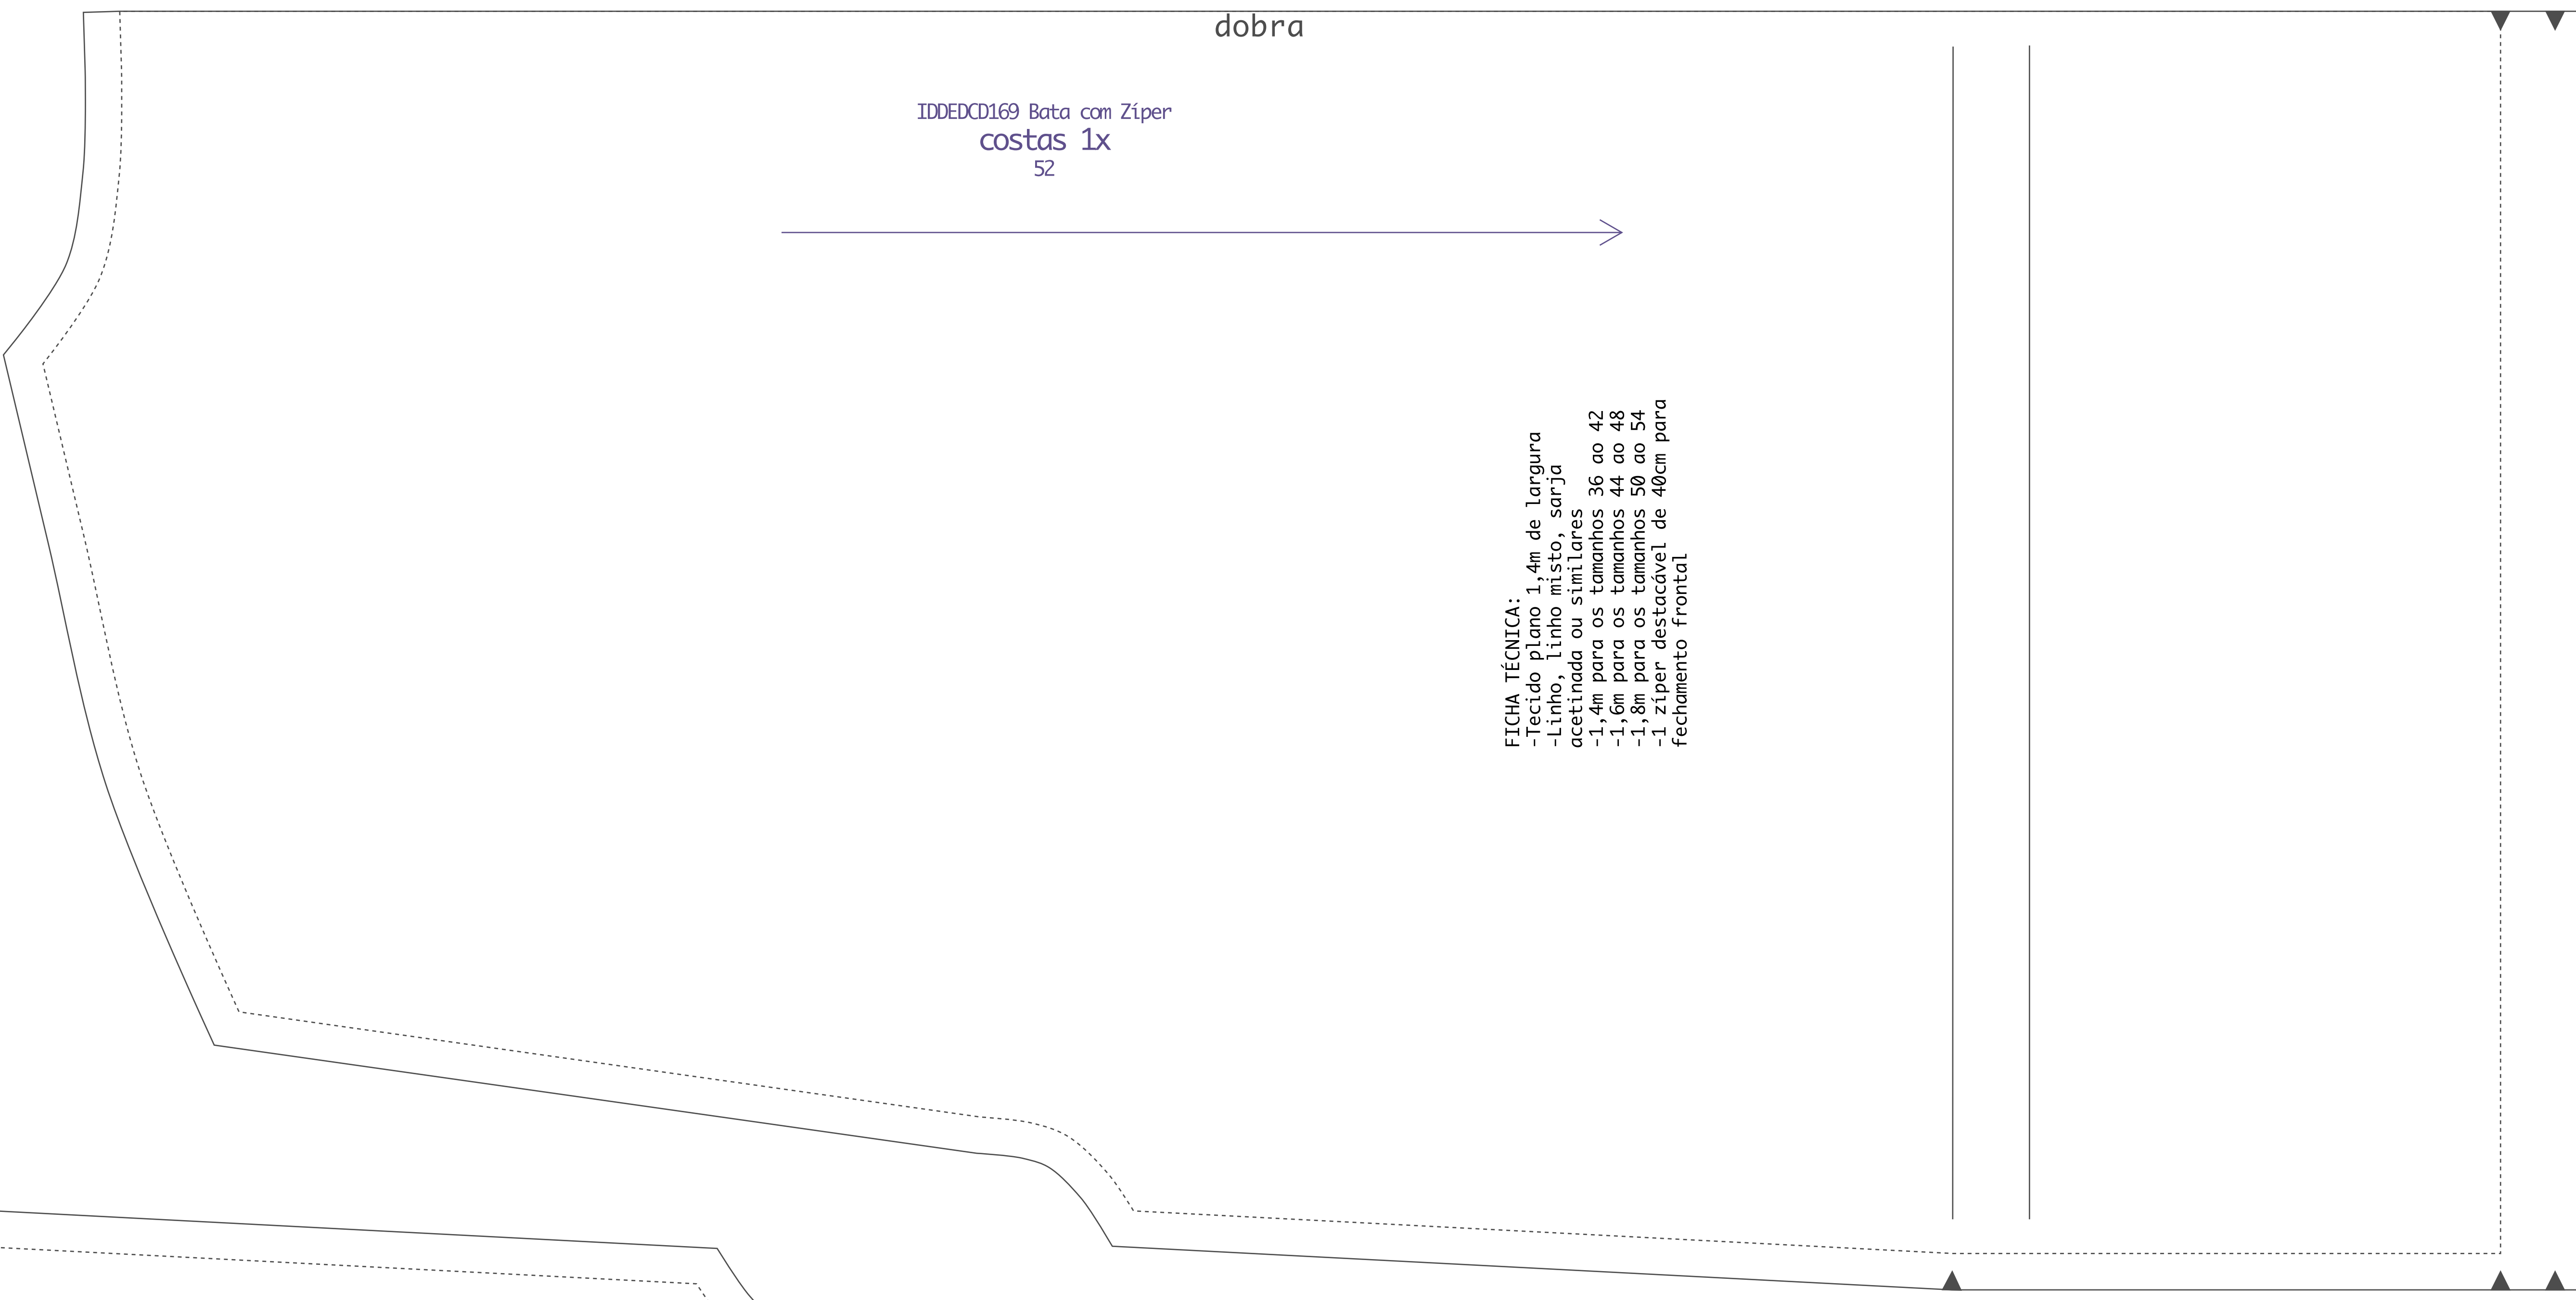 dobra
IDDEDCD169 Bata com Zíper
costas 1x
52
FICHA TÉCNICA:
-Tecido plano 1,4m de largura
-Linho, linho misto, sarja
acetinada ou similares
-1,4m para os tamanhos 36 ao 42
-1,6m para os tamanhos 44 ao 48
-1,8m para os tamanhos 50 ao 54
-1 zíper destacável de 40cm para
fechamento frontal